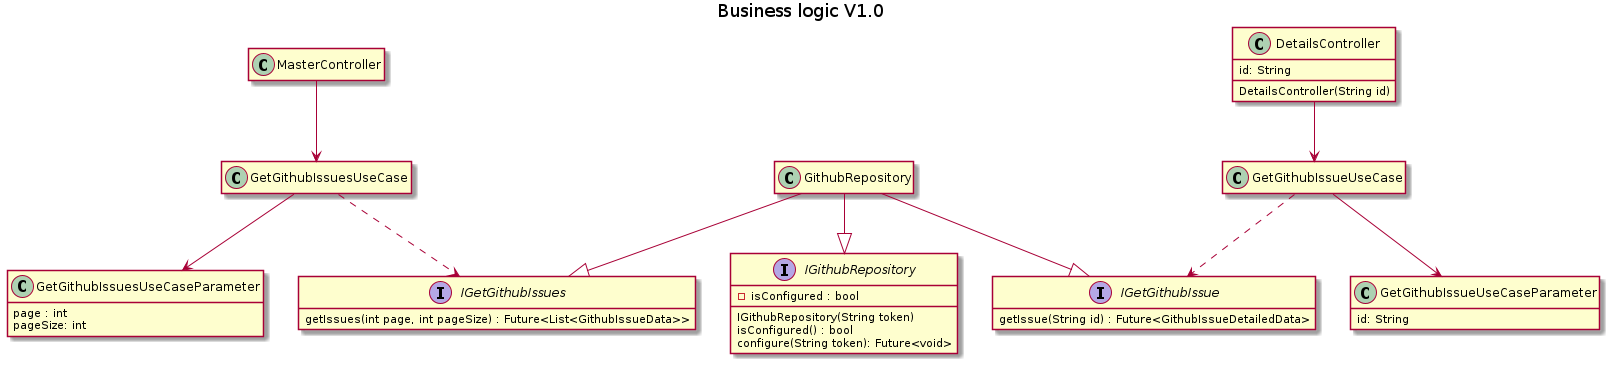 Business logic V1.0
C MasterController
C DetailsController
id: String
DetailsController(String id)
C GetGithubIssuesUseCase
C GithubRepository
C GetGithubIssueUseCase
C GetGithubIssuesUseCaseParameter
page : int
pageSize: int
I IGetGithubIssues
getIssues(int page, int pageSize) : Future<List<GithubIssueData>>
I IGithubRepository
isConfigured : bool
IGithubRepository(String token)
isConfigured() : bool
configure(String token): Future<void>
I IGetGithubIssue
getIssue(String id) : Future<GithubIssueDetailedData>
C GetGithubIssueUseCaseParameter
id: String